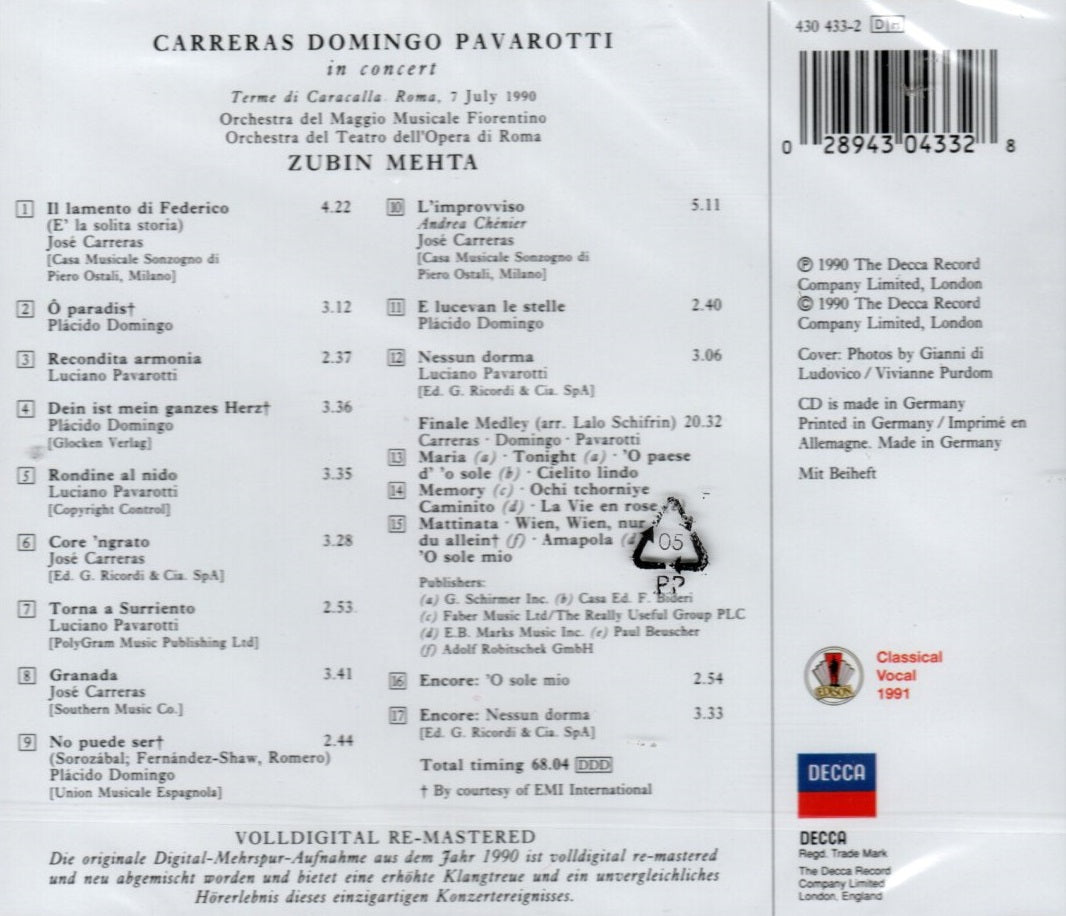 CARRERAS DOMINGO PAVAROTTI
in concert
Terme di Caracalla Roma, 7 July 1990
Orchestra del Maggio Musicale Fiorentino
Orchestra del Teatro dell'Opera di Roma
ZUBIN MEHTA
1 Il lamento di Federico 4.22
(E' la solita storia)
José Carreras
[Casa Musicale Sonzogno di
Piero Ostali, Milano]
2 Ô paradis† 3.12
Plácido Domingo
3 Recondita armonia 2.37
Luciano Pavarotti
4 Dein ist mein ganzes Herz† 3.36
Plácido Domingo
[Glocken Verlag]
5 Rondine al nido 3.35
Luciano Pavarotti
[Copyright Control]
6 Core 'ngrato 3.28
José Carreras
[Ed. G. Ricordi & Cia. SpA]
7 Torna a Surriento 2.53
Luciano Pavarotti
[PolyGram Music Publishing Ltd]
8 Granada 3.41
José Carreras
[Southern Music Co.]
9 No puede ser† 2.44
(Sorozábal; Fernández-Shaw, Romero)
Plácido Domingo
[Union Musicale Espagnola]
10 L'improvviso 5.11
Andrea Chénier
José Carreras
[Casa Musicale Sonzogno di
Piero Ostali, Milano]
11 E lucevan le stelle 2.40
Plácido Domingo
12 Nessun dorma 3.06
Luciano Pavarotti
[Ed. G. Ricordi & Cia. SpA]
Finale Medley (arr. Lalo Schifrin) 20.32
Carreras · Domingo · Pavarotti
13 Maria (a) · Tonight (a) · 'O paese
d' 'o sole (b) · Cielito lindo
14 Memory (c) · Ochi tchorniye
Caminito (d) · La Vie en rose
15 Mattinata · Wien, Wien, nur
du allein† (f) · Amapola (d
'O sole mio
05
Publishers:
(a) G. Schirmer Inc. (b) Casa Ed. F. Bideri
(c) Faber Music Ltd/The Really Useful Group PLC
(d) E.B. Marks Music Inc. (e) Paul Beuscher
(f) Adolf Robitschek GmbH
16 Encore: 'O sole mio 2.54
17 Encore: Nessun dorma 3.33
[Ed. G. Ricordi & Cia. SpA]
Total timing 68.04 DDD
† By courtesy of EMI International
VOLLDIGITAL RE-MASTERED
Die originale Digital-Mehrspur-Aufnahme aus dem Jahr 1990 ist volldigital re-mastered
und neu abgemischt worden und bietet eine erhöhte Klangtreue und ein unvergleichliches
Hörerlebnis dieses einzigartigen Konzertereignisses.
430 433-2 DH
0 28943 04332 8
℗ 1990 The Decca Record
Company Limited, London
© 1990 The Decca Record
Company Limited, London
Cover: Photos by Gianni di
Ludovico / Vivianne Purdom
CD is made in Germany
Printed in Germany / Imprimé en
Allemagne. Made in Germany
Mit Beiheft
EDISON
Classical
Vocal
1991
DECCA
DECCA
Regd. Trade Mark
The Decca Record
Company Limited
London, England